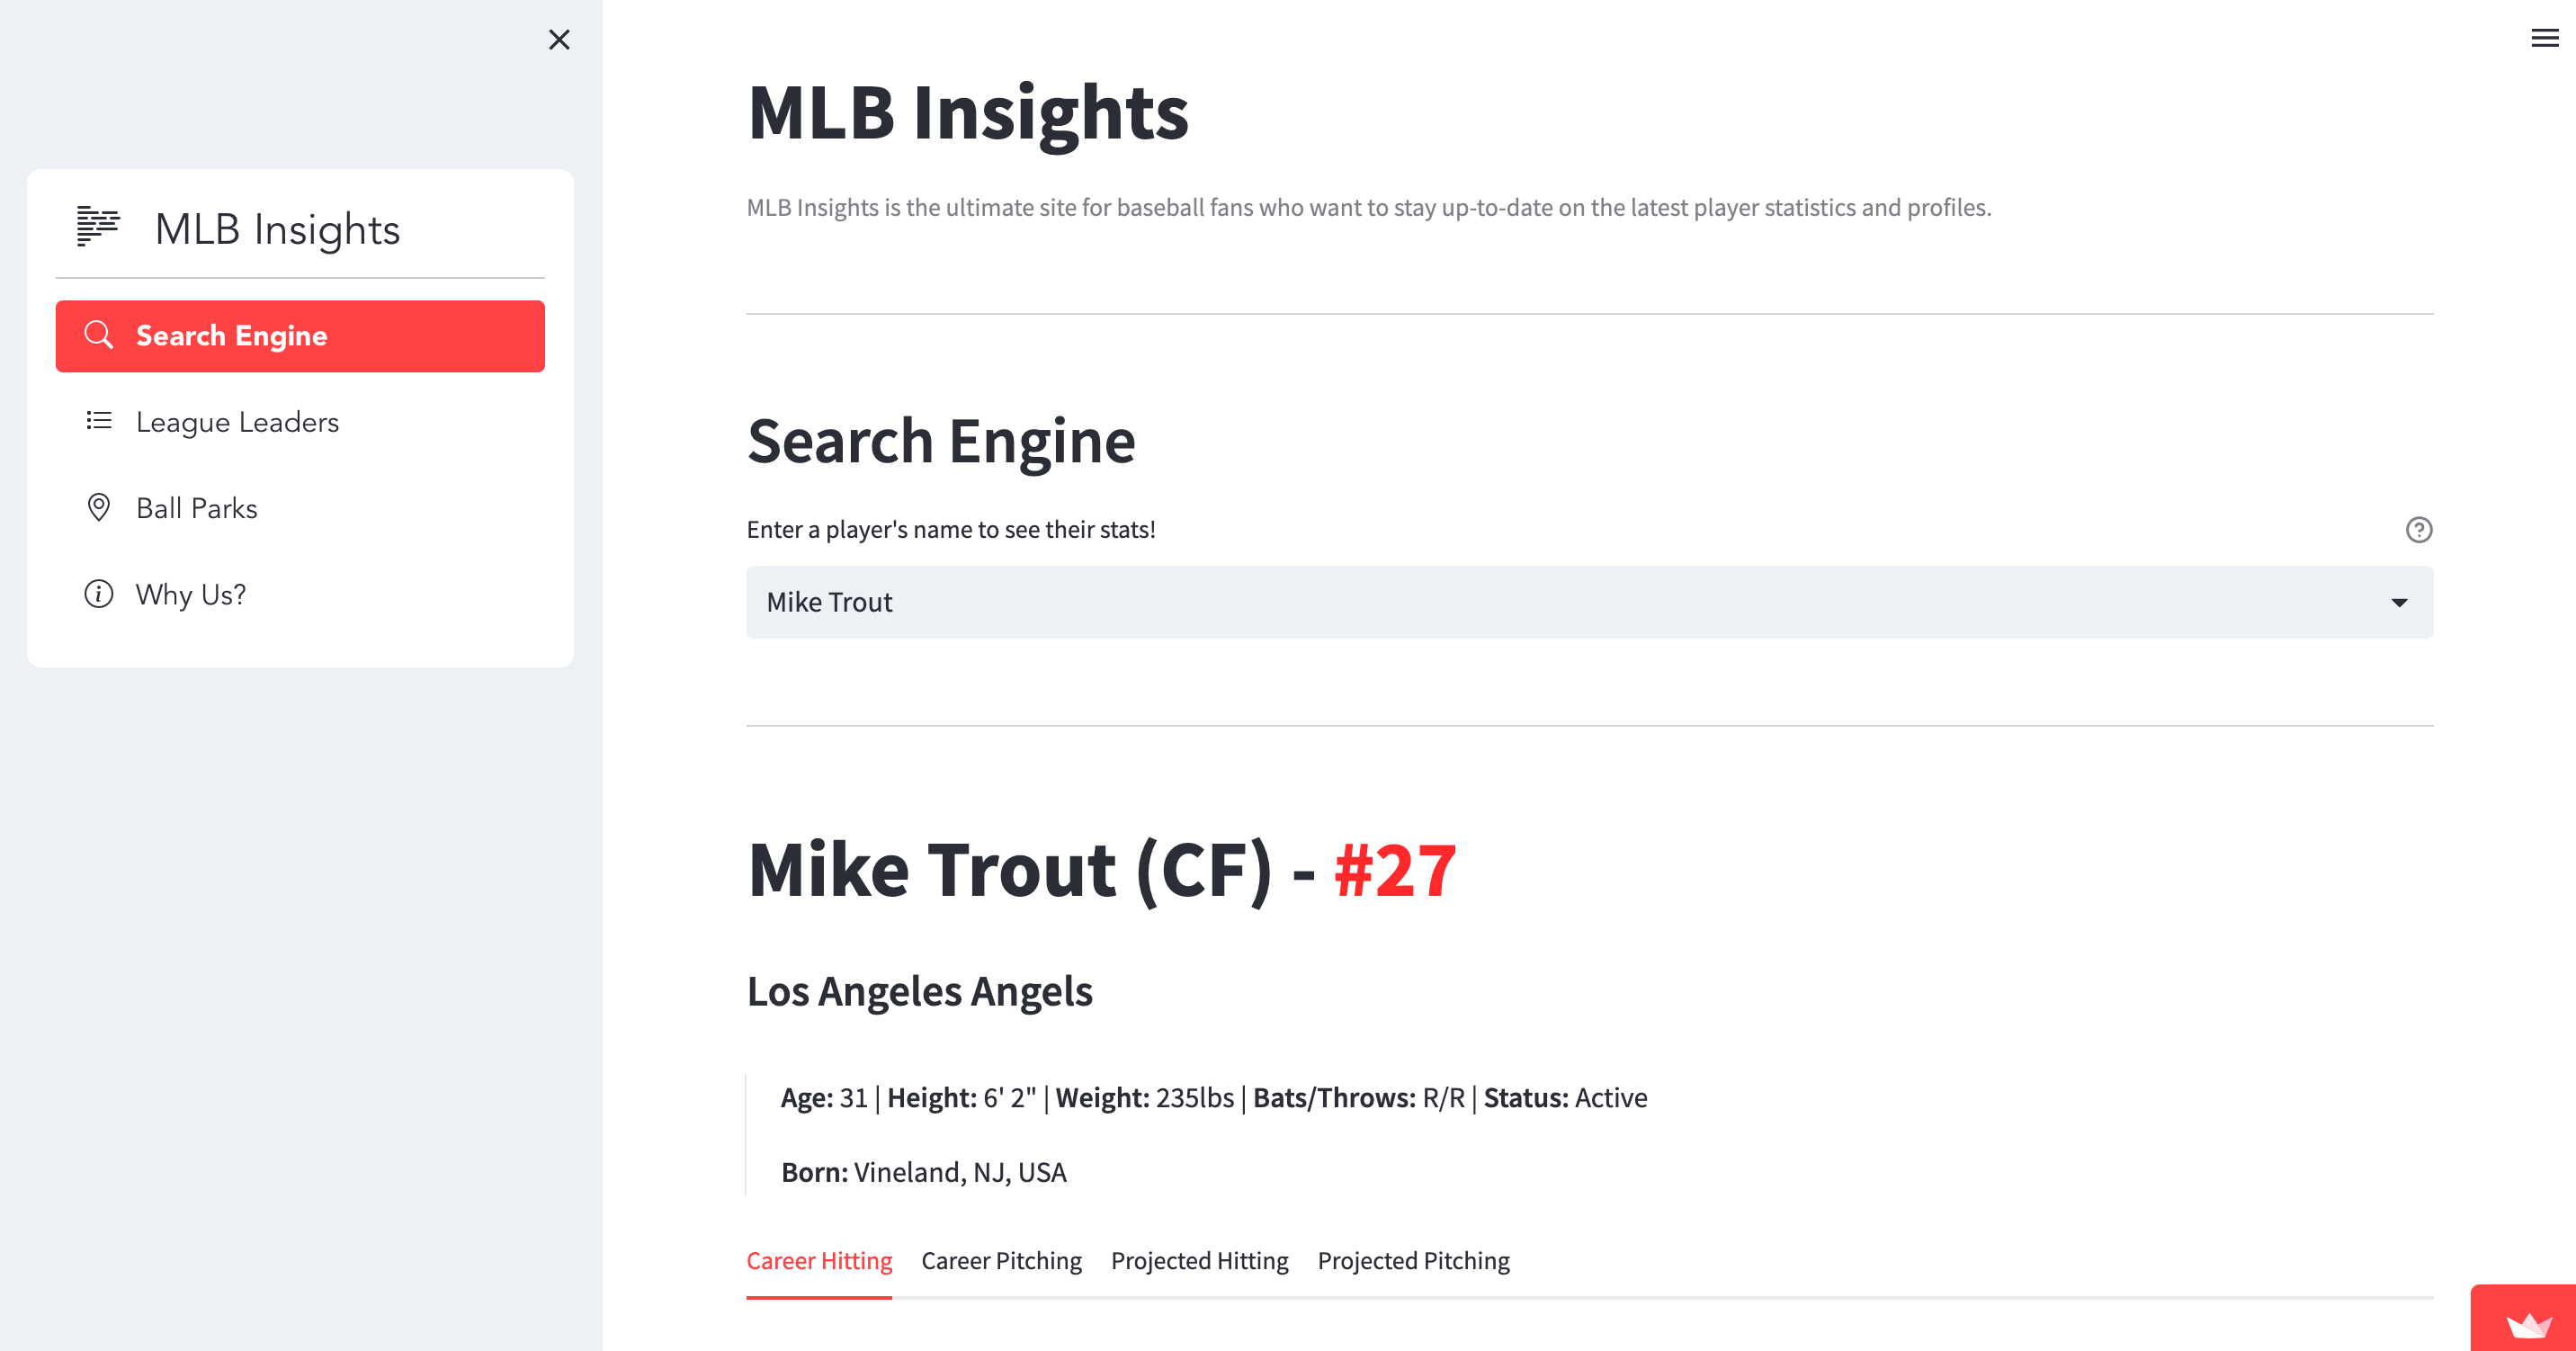 MLB Insights
Search Engine
League Leaders
Ball Parks
Why Us?
MLB Insights
MLB Insights is the ultimate site for baseball fans who want to stay up-to-date on the latest player statistics and profiles.
Search Engine
Enter a player's name to see their stats!
Mike Trout
Mike Trout (CF) - #27
Los Angeles Angels
Age: 31 | Height: 6' 2" | Weight: 235lbs | Bats/Throws: R/R | Status: Active
Born: Vineland, NJ, USA
Career Hitting Career Pitching Projected Hitting Projected Pitching